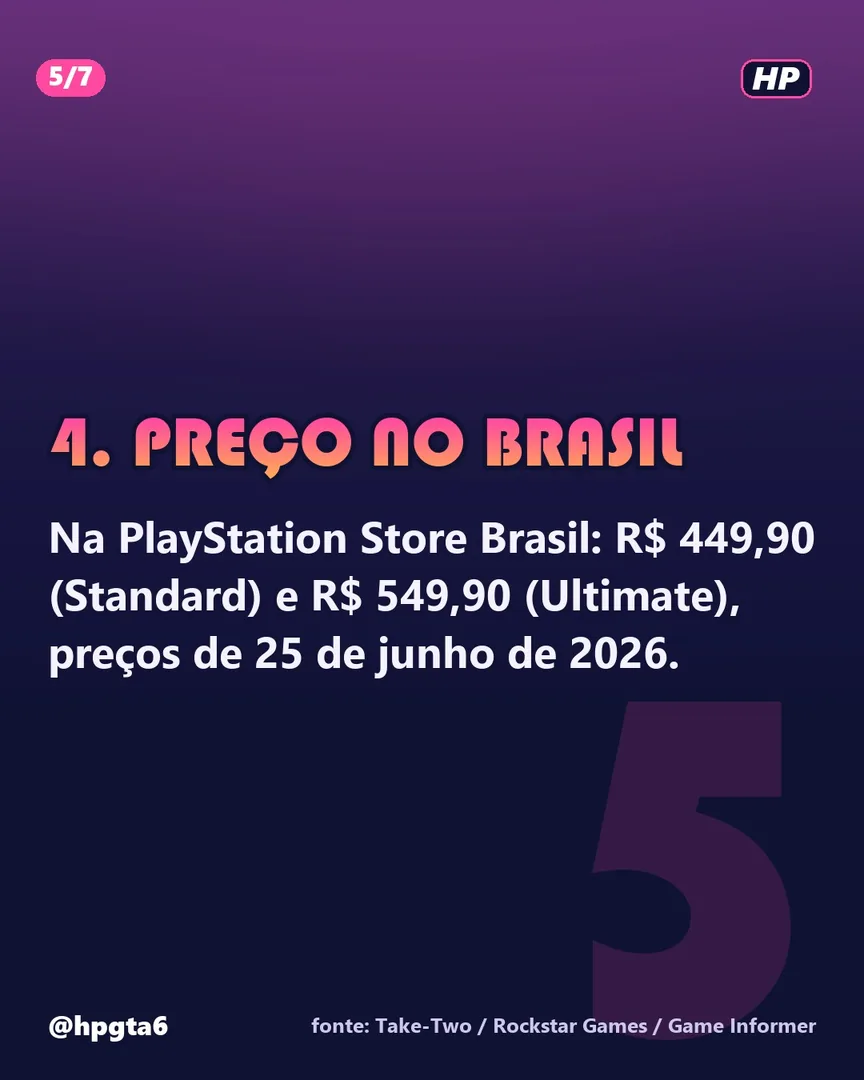 5/7
HP
4. PREÇO NO BRASIL
Na PlayStation Store Brasil: R$ 449,90
(Standard) e R$ 549,90 (Ultimate),
preços de 25 de junho de 2026.
5
@hpgta6
fonte: Take-Two / Rockstar Games / Game Informer